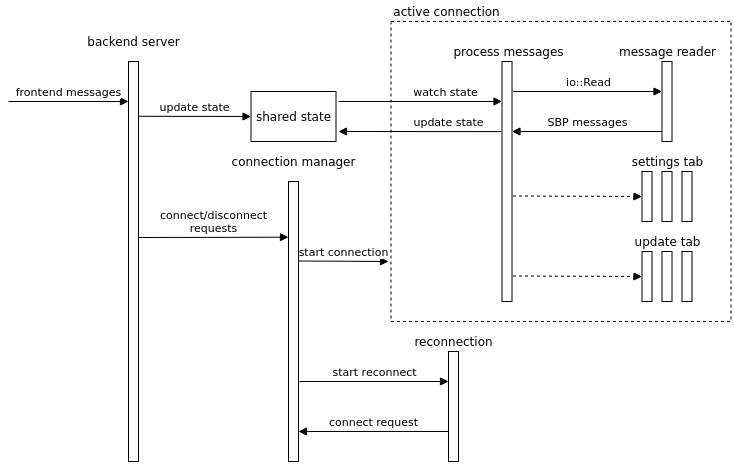 active connection
backend server
process messages
message reader
frontend messages
update state
shared state
watch state
io::Read
update state
SBP messages
connection manager
settings tab
connect/disconnect
requests
start connection
update tab
reconnection
start reconnect
connect request